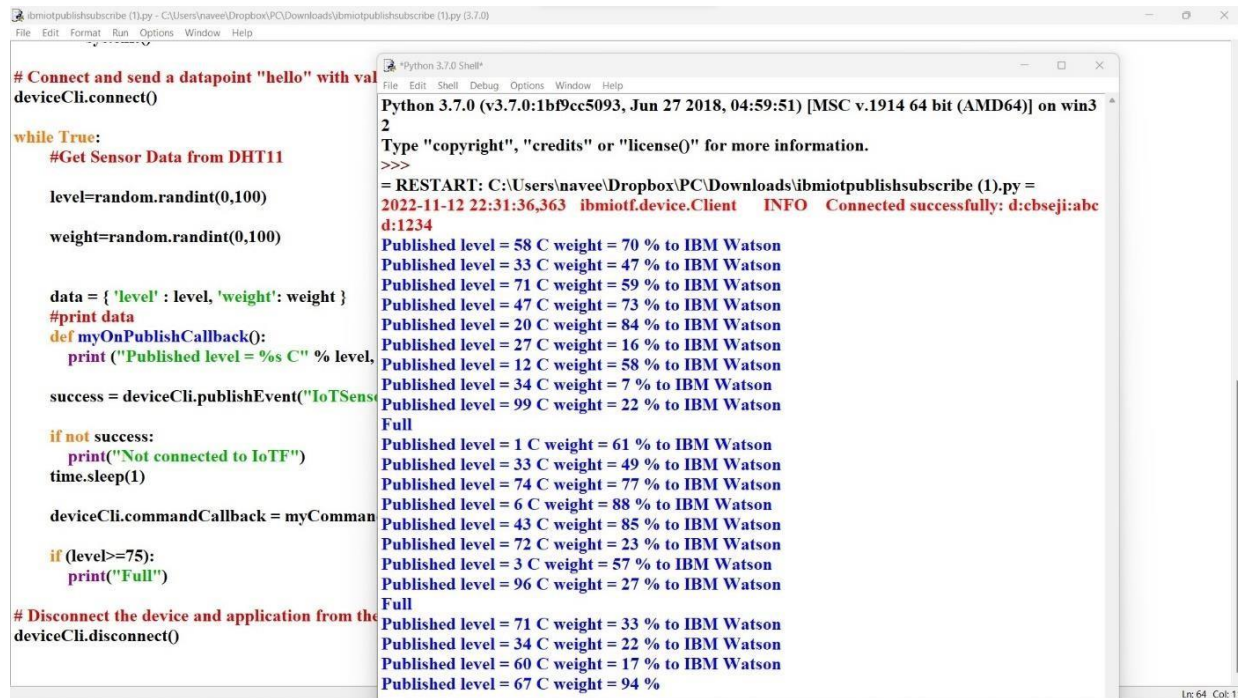 ibmiotpublishsubscribe (1).py - C:\Users\navee\Dropbox\PC\Downloads\ibmiotpublishsubscribe (1).py (3.7.0)
File Edit Format Run Options Window Help
# Connect and send a datapoint "hello" with val
deviceCli.connect()
while True:
#Get Sensor Data from DHT11
level=random.randint(0,100)
weight=random.randint(0,100)
data = { 'level' : level, 'weight': weight }
#print data
def myOnPublishCallback():
print ("Published level = %s C" % level,
success = deviceCli.publishEvent("IoTSens
if not success:
print("Not connected to IoTF")
time.sleep(1)
deviceCli.commandCallback = myComman
if (level>=75):
print("Full")
# Disconnect the device and application from the
deviceCli.disconnect()
*Python 3.7.0 Shell*
File Edit Shell Debug Options Window Help
Python 3.7.0 (v3.7.0:1bf9cc5093, Jun 27 2018, 04:59:51) [MSC v.1914 64 bit (AMD64)] on win3
2
Type "copyright", "credits" or "license()" for more information.
>>>
= RESTART: C:\Users\navee\Dropbox\PC\Downloads\ibmiotpublishsubscribe (1).py =
2022-11-12 22:31:36,363 ibmiotf.device.Client INFO Connected successfully: d:cbseji:abc
d:1234
Published level = 58 C weight = 70 % to IBM Watson
Published level = 33 C weight = 47 % to IBM Watson
Published level = 71 C weight = 59 % to IBM Watson
Published level = 47 C weight = 73 % to IBM Watson
Published level = 20 C weight = 84 % to IBM Watson
Published level = 27 C weight = 16 % to IBM Watson
Published level = 12 C weight = 58 % to IBM Watson
Published level = 34 C weight = 7 % to IBM Watson
Published level = 99 C weight = 22 % to IBM Watson
Full
Published level = 1 C weight = 61 % to IBM Watson
Published level = 33 C weight = 49 % to IBM Watson
Published level = 74 C weight = 77 % to IBM Watson
Published level = 6 C weight = 88 % to IBM Watson
Published level = 43 C weight = 85 % to IBM Watson
Published level = 72 C weight = 23 % to IBM Watson
Published level = 3 C weight = 57 % to IBM Watson
Published level = 96 C weight = 27 % to IBM Watson
Full
Published level = 71 C weight = 33 % to IBM Watson
Published level = 34 C weight = 22 % to IBM Watson
Published level = 60 C weight = 17 % to IBM Watson
Published level = 67 C weight = 94 %
Ln: 64 Col: 1